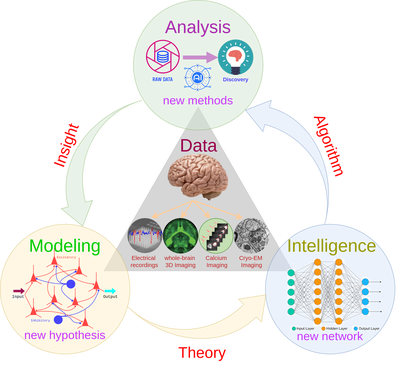 Analysis
RAW DATA
AI
Discovery
new methods
Insight
Algorithm
Data
Electrical
recordings
whole-brain
3D Imaging
Calcium
Imaging
Cryo-EM
Imaging
Modeling
Excitatory
Input
Output
Inhibitory
new hypothesis
Intelligence
Input Layer
Hidden Layer
Output Layer
new network
Theory